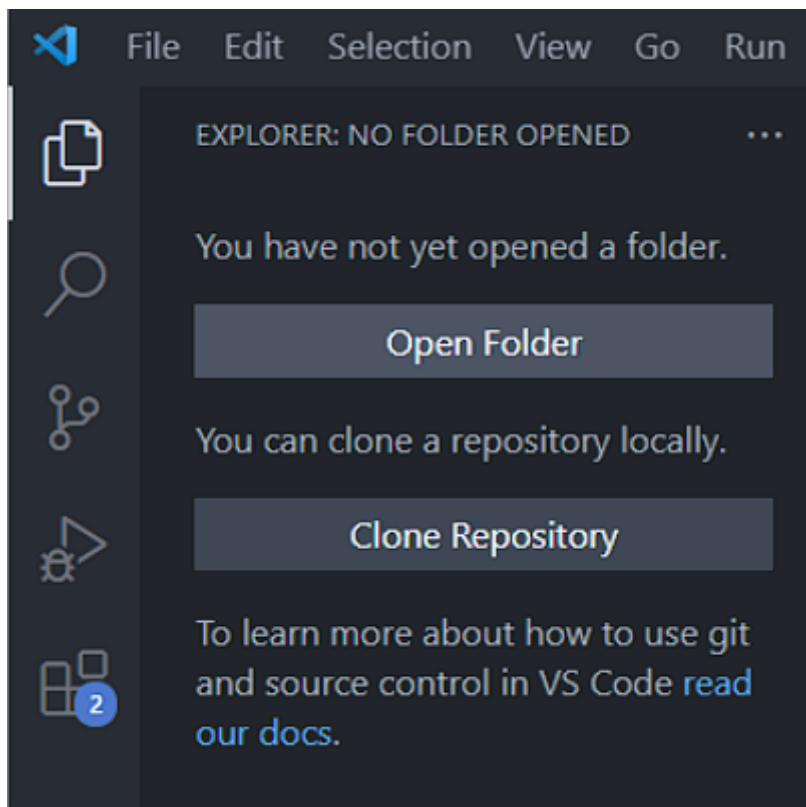 File Edit Selection View Go Run
EXPLORER: NO FOLDER OPENED ...
You have not yet opened a folder.
Open Folder
You can clone a repository locally.
Clone Repository
To learn more about how to use git
and source control in VS Code read
our docs.
2